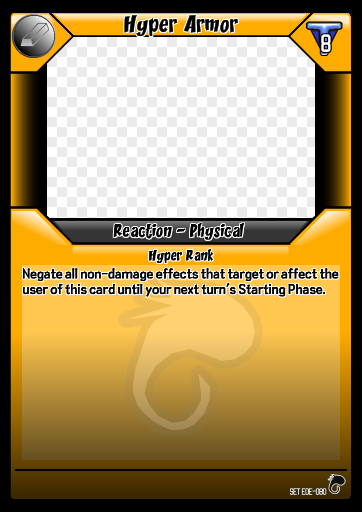 Hyper Armor
8
Reaction - Physical
Hyper Rank
Negate all non-damage effects that target or affect the
user of this card until your next turn's Starting Phase.
SET EDE-080